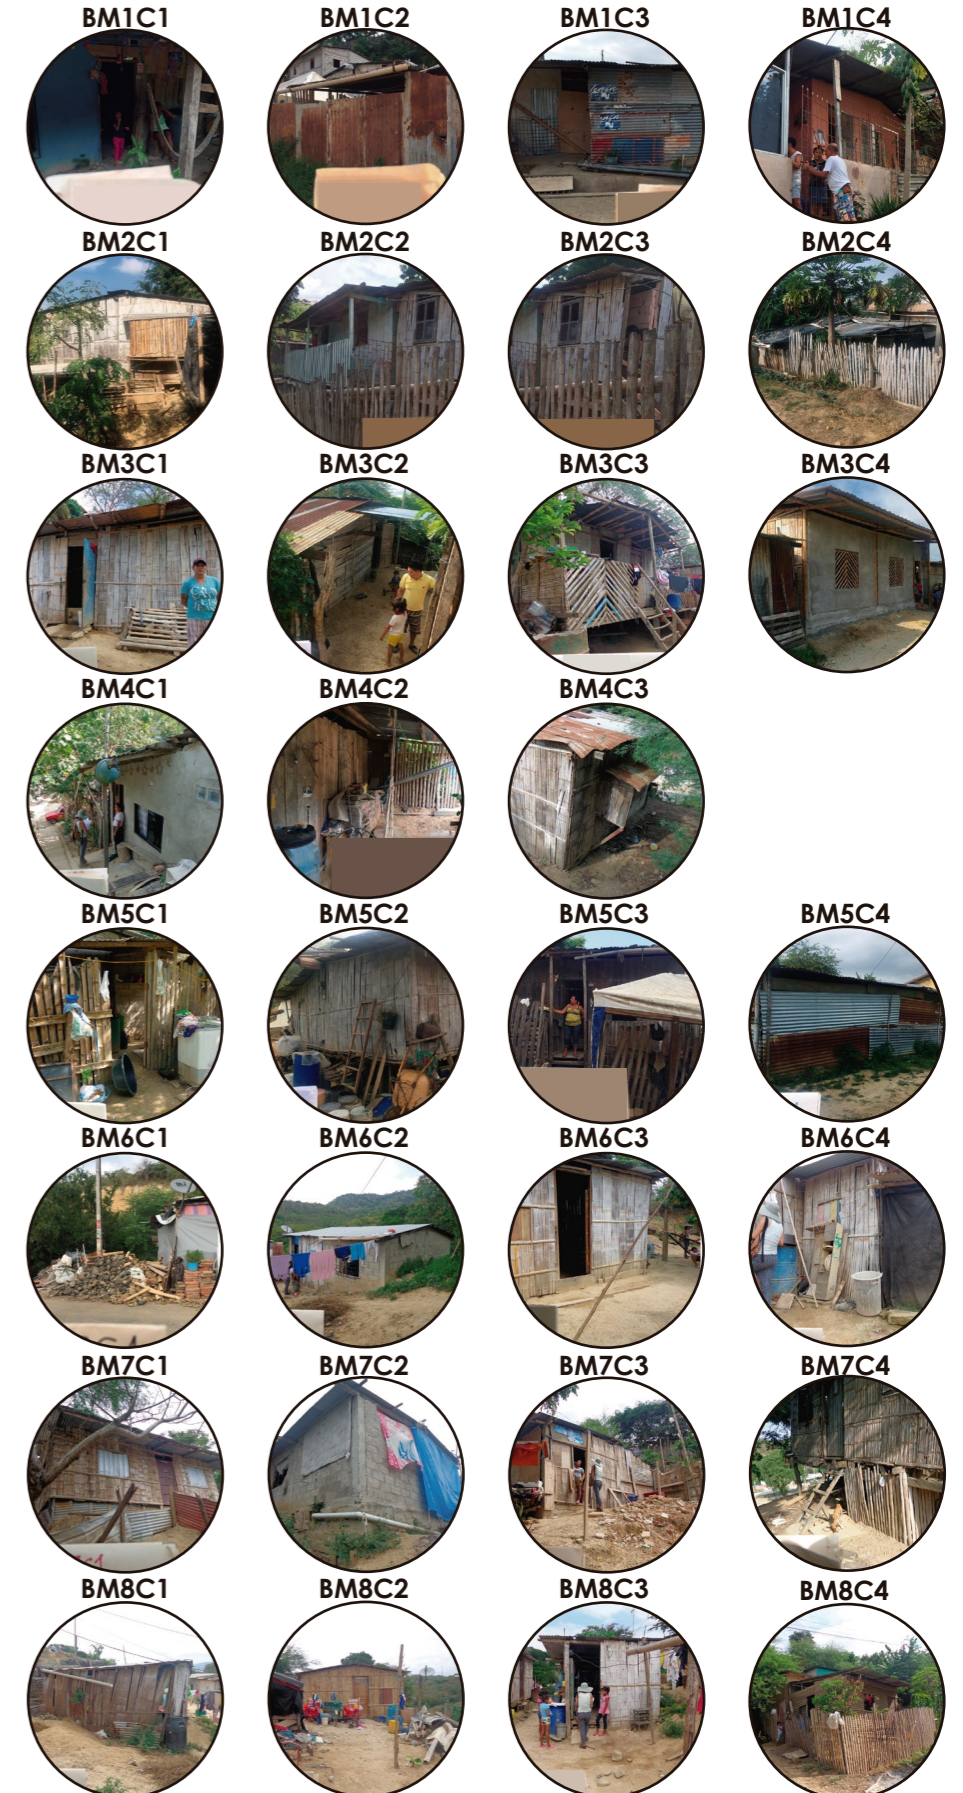 BM1C1 BM1C2 BM1C3 BM1C4
BM2C1 BM2C2 BM2C3 BM2C4
BM3C1 BM3C2 BM3C3 BM3C4
BM4C1 BM4C2 BM4C3
BM5C1 BM5C2 BM5C3 BM5C4
BM6C1 BM6C2 BM6C3 BM6C4
BM7C1 BM7C2 BM7C3 BM7C4
BM8C1 BM8C2 BM8C3 BM8C4